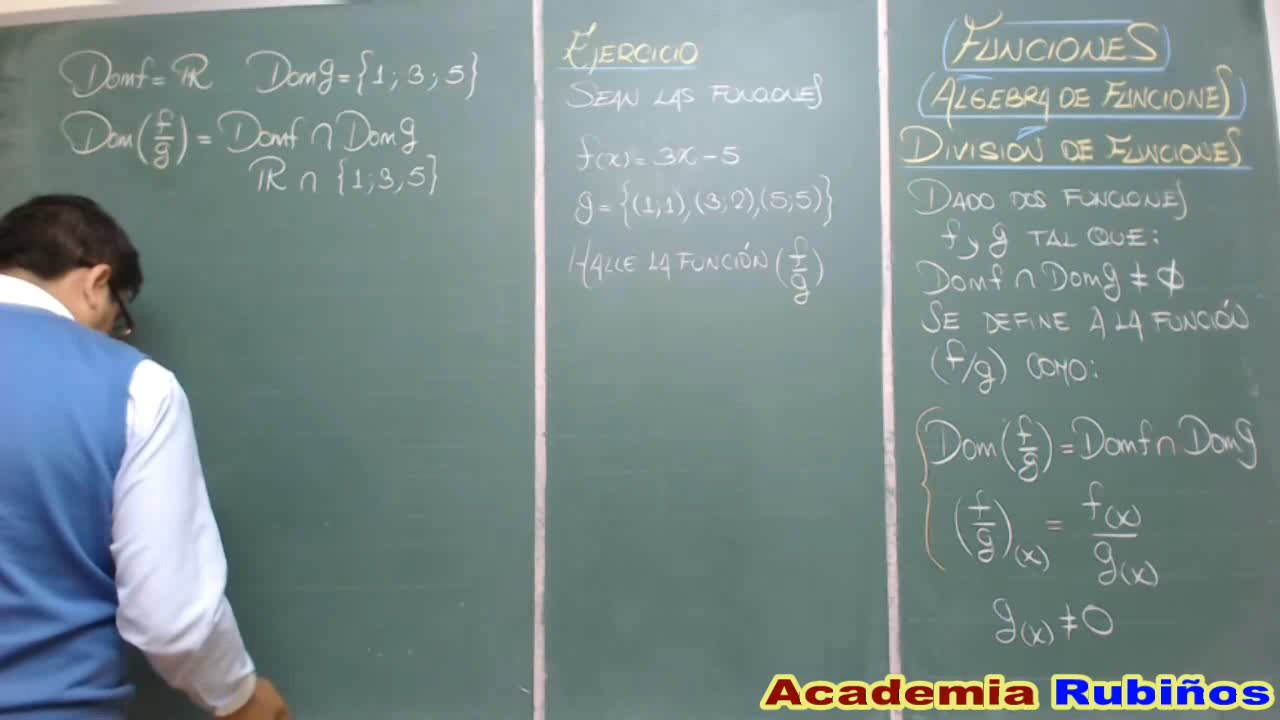 Domf = ℝ Domg = {1; 3; 5}
Dom(f/g) = Domf ∩ Domg
ℝ ∩ {1; 3; 5}
EJERCICIO
SEAN LAS FUNCIONES
f(x) = 3x - 5
g = {(1;1),(3;2),(5;5)}
HALLE LA FUNCIÓN (f/g)
FUNCIONES
(ALGEBRA DE FUNCIONES)
DIVISIÓN DE FUNCIONES
DADO DOS FUNCIONES
f y g TAL QUE:
Domf ∩ Domg ≠ ∅
SE DEFINE A LA FUNCIÓN
(f/g) COMO:
Dom(f/g) = Domf ∩ Domg
(f/g)(x) = f(x)/g(x)
g(x) ≠ 0
Academia Rubiños